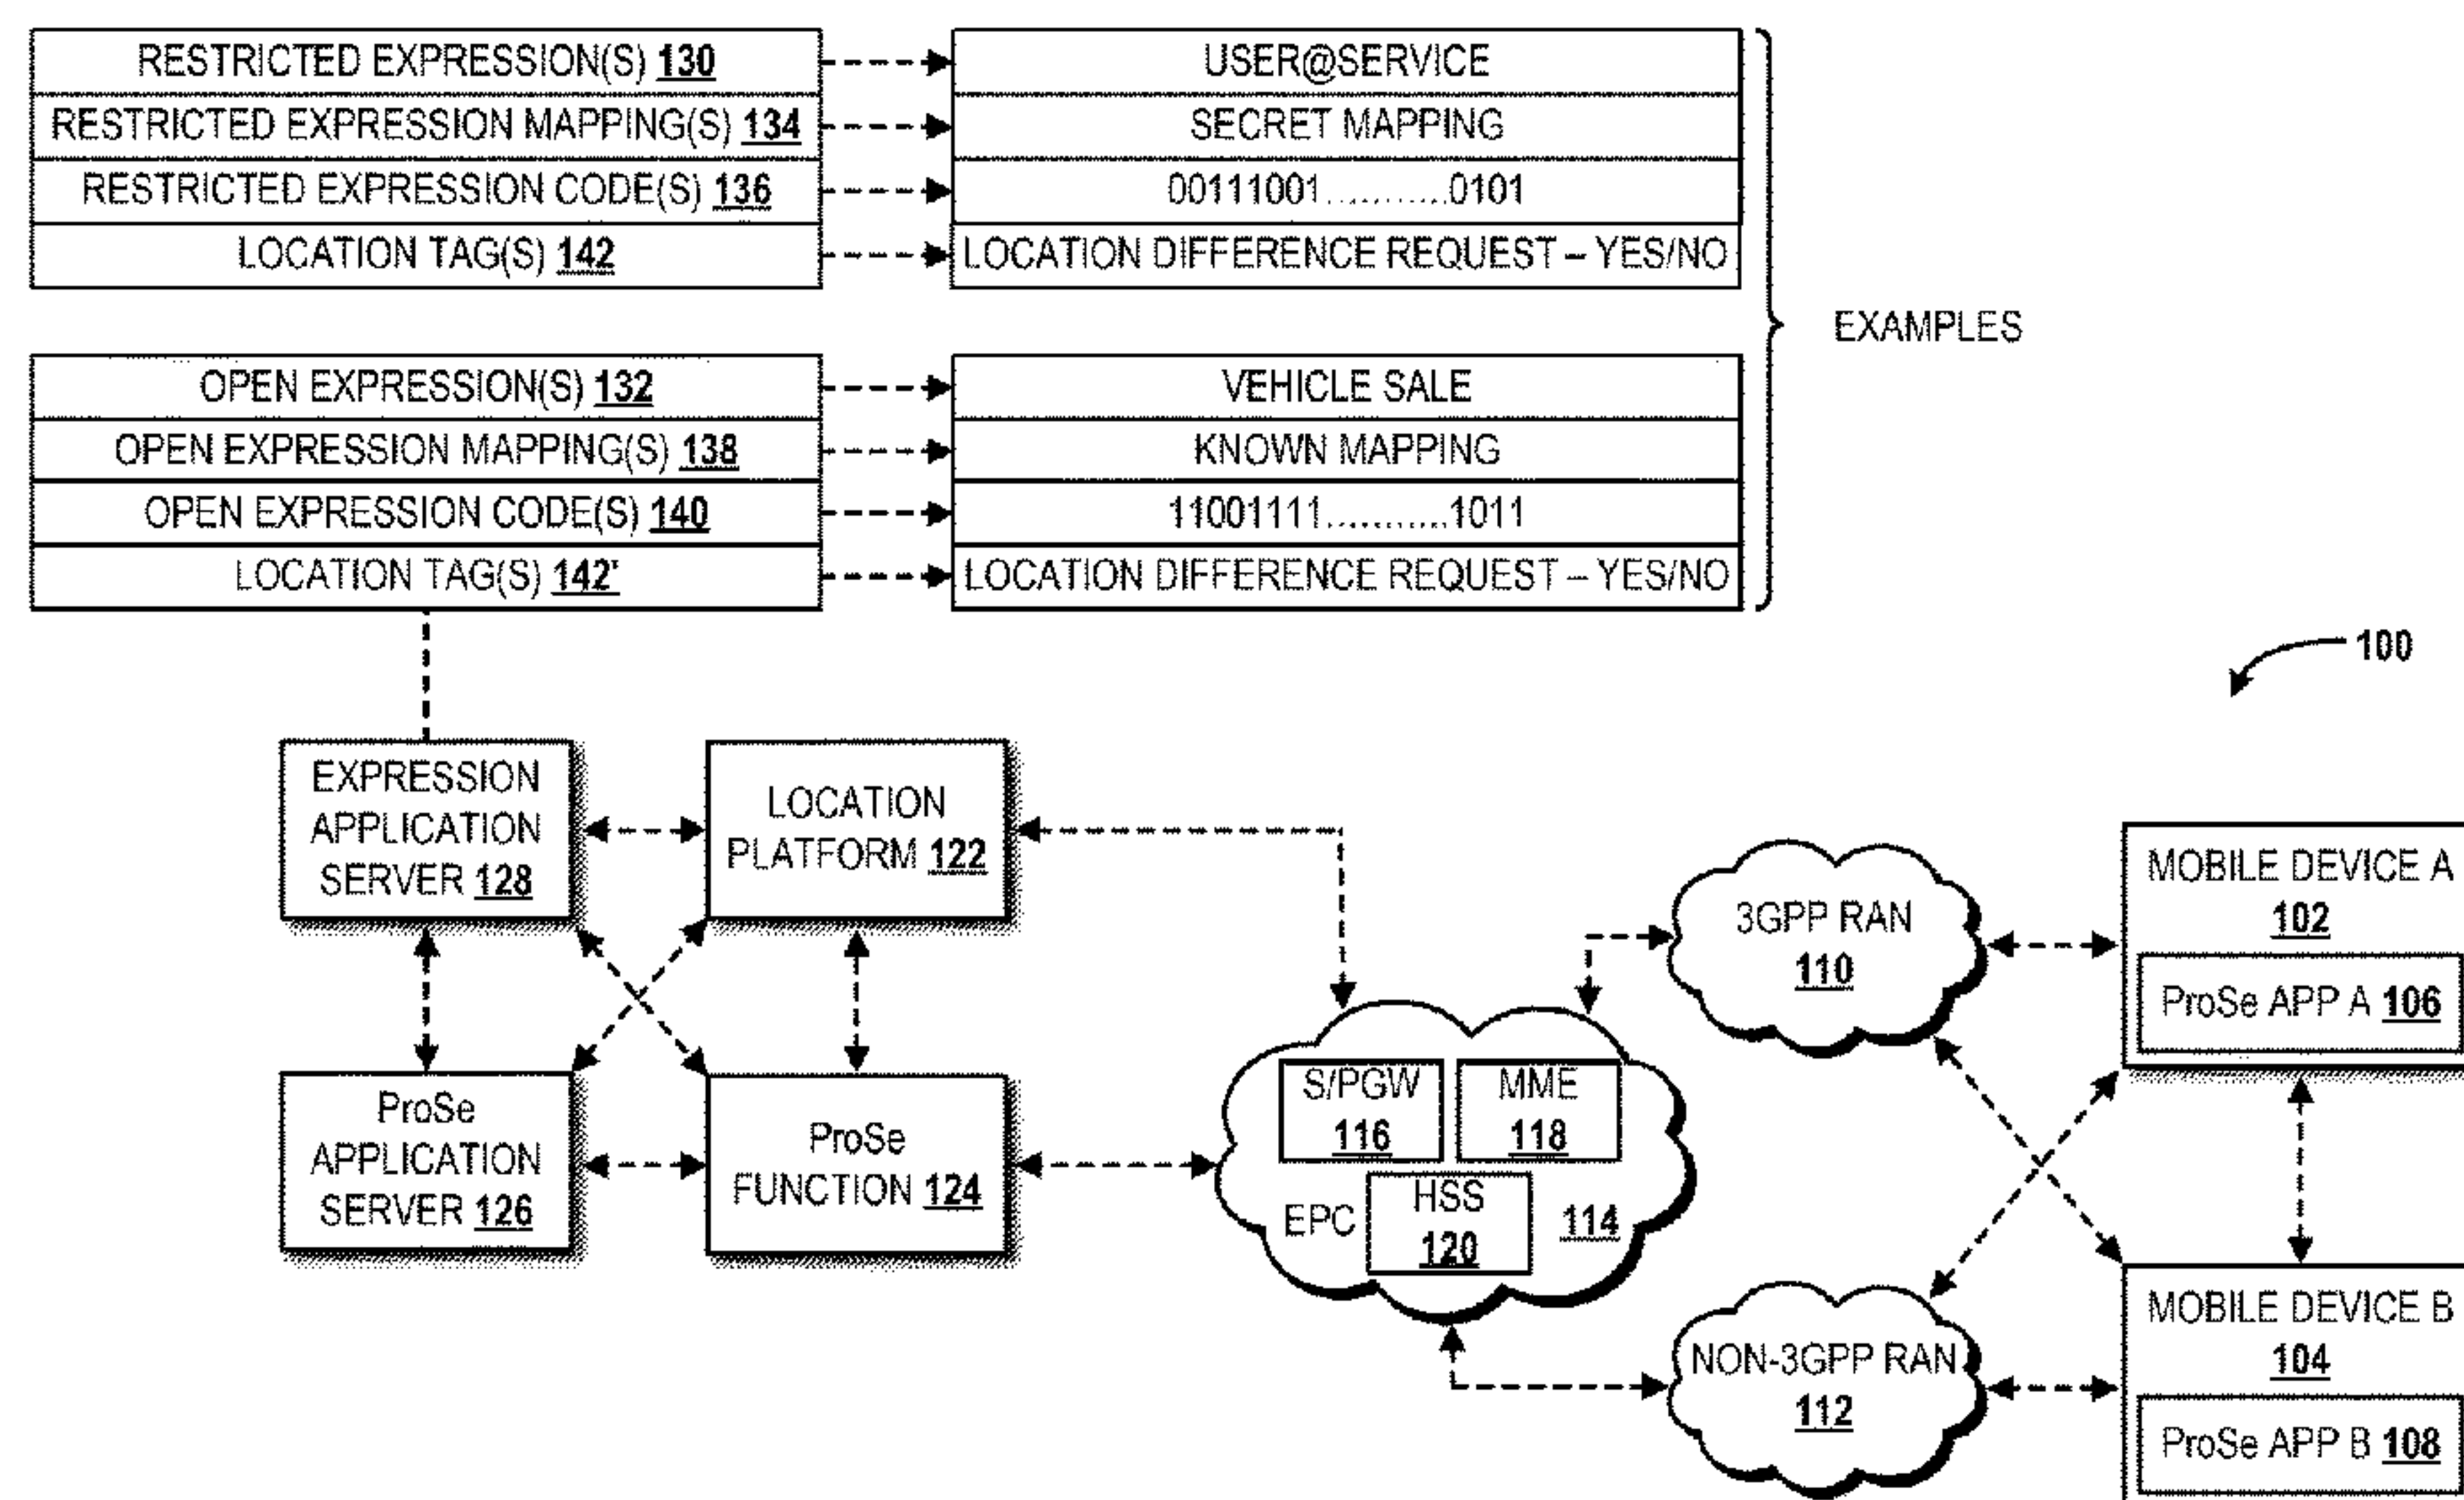 RESTRICTED EXPRESSION(S) 130
USER@SERVICE
RESTRICTED EXPRESSION MAPPING(S) 134
SECRET MAPPING
RESTRICTED EXPRESSION CODE(S) 136
00111001...........0101
LOCATION TAG(S) 142
LOCATION DIFFERENCE REQUEST – YES/NO
EXAMPLES
OPEN EXPRESSION(S) 132
VEHICLE SALE
OPEN EXPRESSION MAPPING(S) 138
KNOWN MAPPING
OPEN EXPRESSION CODE(S) 140
11001111...........1011
LOCATION TAG(S) 142'
LOCATION DIFFERENCE REQUEST – YES/NO
100
EXPRESSION
APPLICATION
SERVER 128
LOCATION
PLATFORM 122
3GPP RAN
110
MOBILE DEVICE A
102
ProSe APP A 106
ProSe
APPLICATION
SERVER 126
ProSe
FUNCTION 124
S/PGW
116
MME
118
EPC
HSS
120
114
NON-3GPP RAN
112
MOBILE DEVICE B
104
ProSe APP B 108